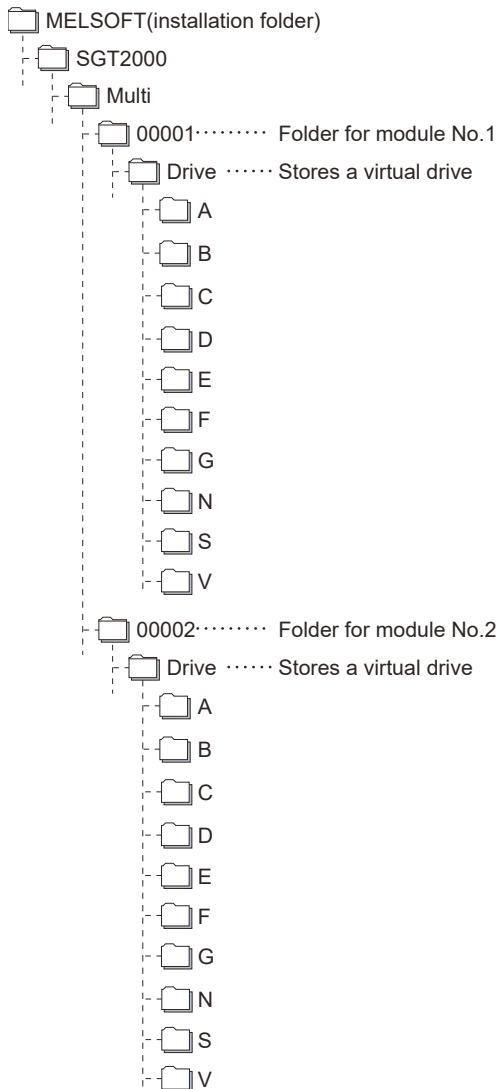 MELSOFT(installation folder)
SGT2000
Multi
00001········· Folder for module No.1
Drive ······ Stores a virtual drive
A
B
C
D
E
F
G
N
S
V
00002········· Folder for module No.2
Drive ······ Stores a virtual drive
A
B
C
D
E
F
G
N
S
V